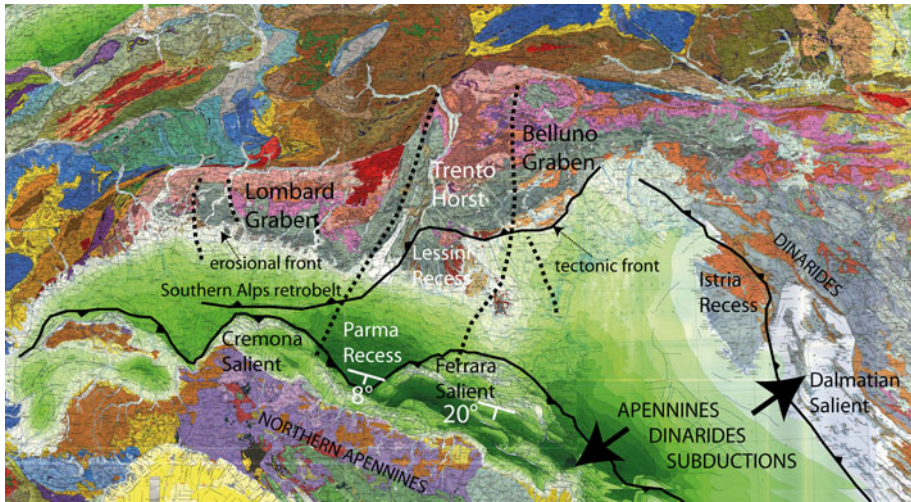 Belluno
Graben
Trento
Horst
Lombard
Graben
Lessini
Recess
erosional front
tectonic front
DINARIDES
Istria
Recess
Southern Alps retrobelt
Cremona
Salient
Parma
Recess
Ferrara
Salient
8°
20°
Dalmatian
Salient
APENNINES
DINARIDES
SUBDUCTIONS
NORTHERN APENNINES